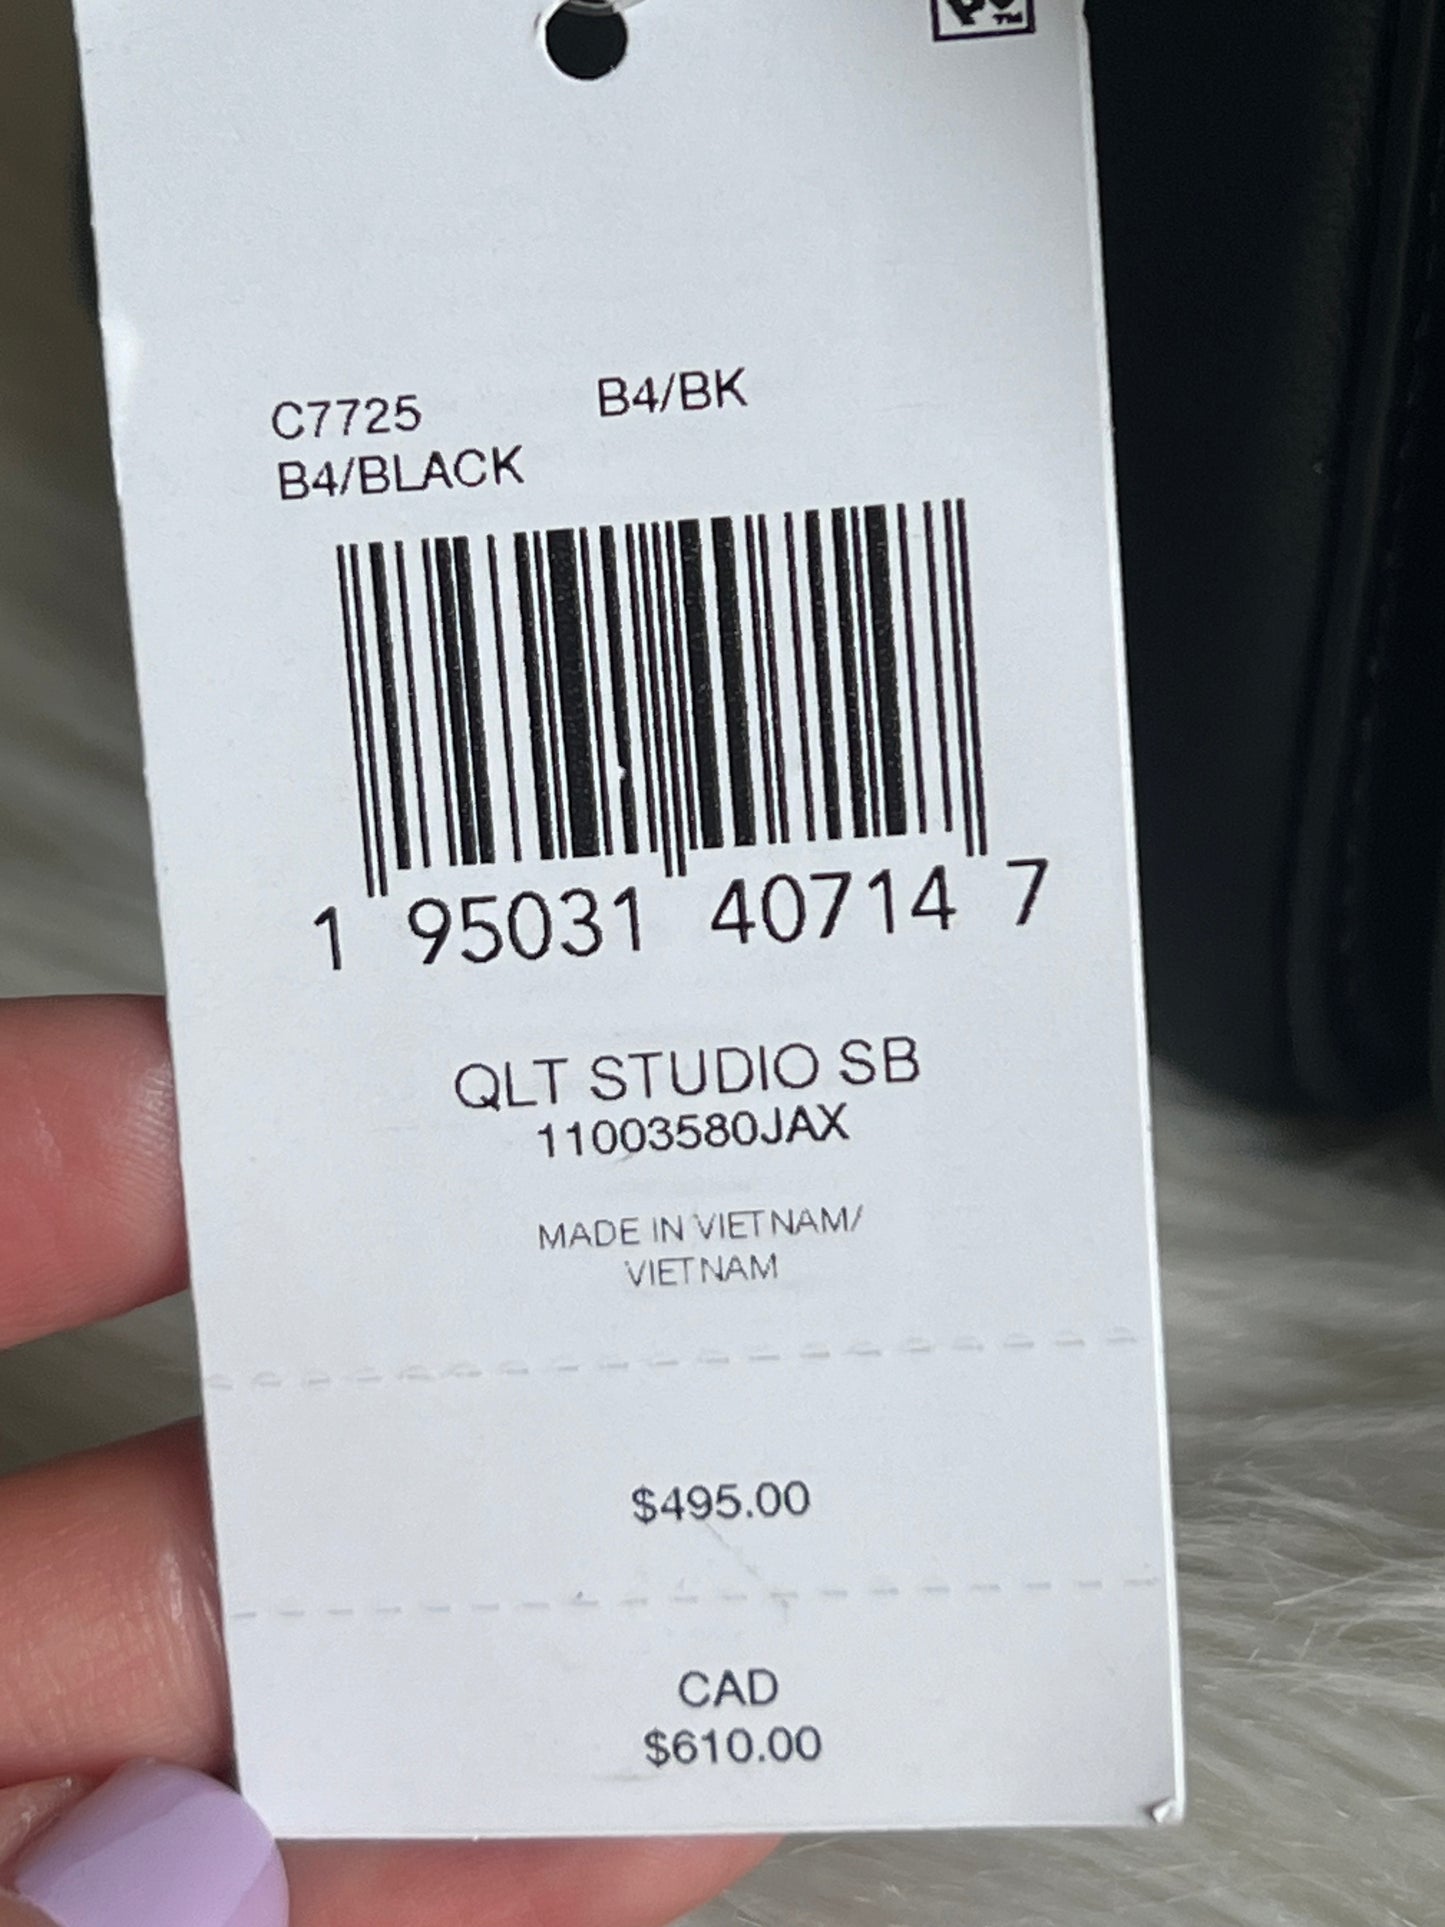 C7725 B4/BK
B4/BLACK
1 95031 40714 7
QLT STUDIO SB
11003580JAX
MADE IN VIETNAM/
VIETNAM
$495.00
CAD
$610.00